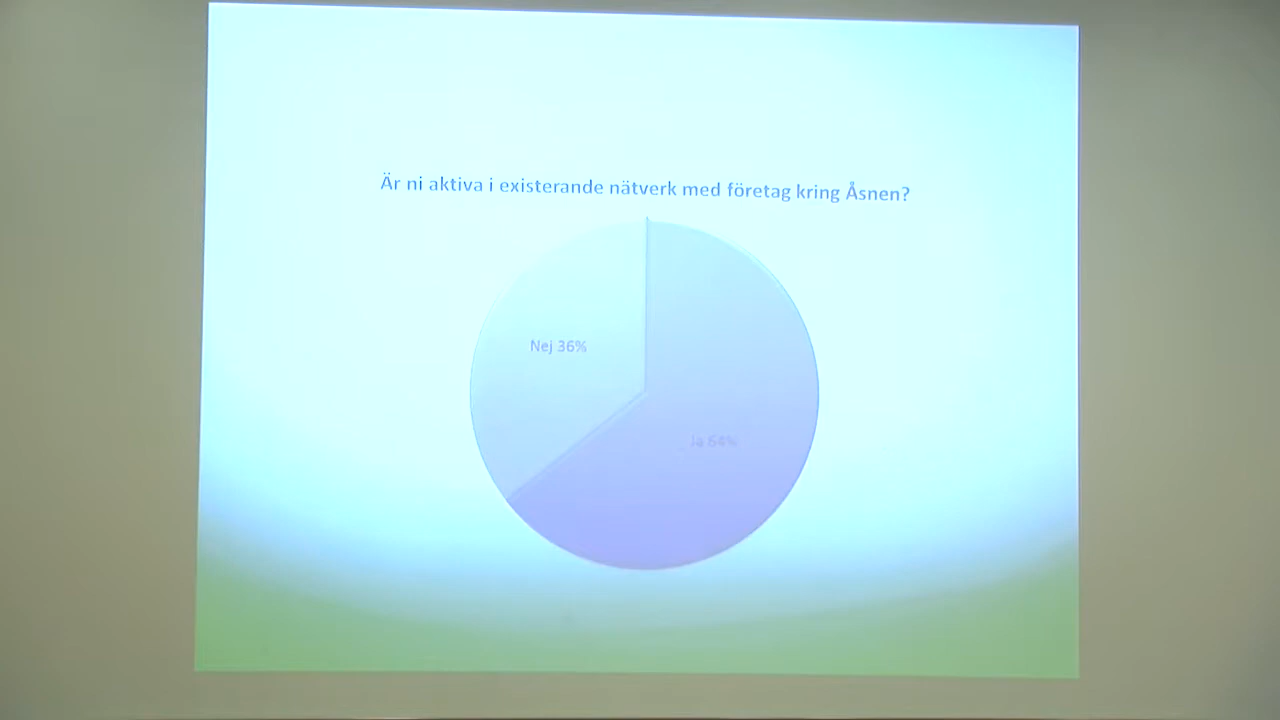 Är ni aktiva i existerande nätverk med företag kring Åsnen?
Nej 36%
Ja 64%